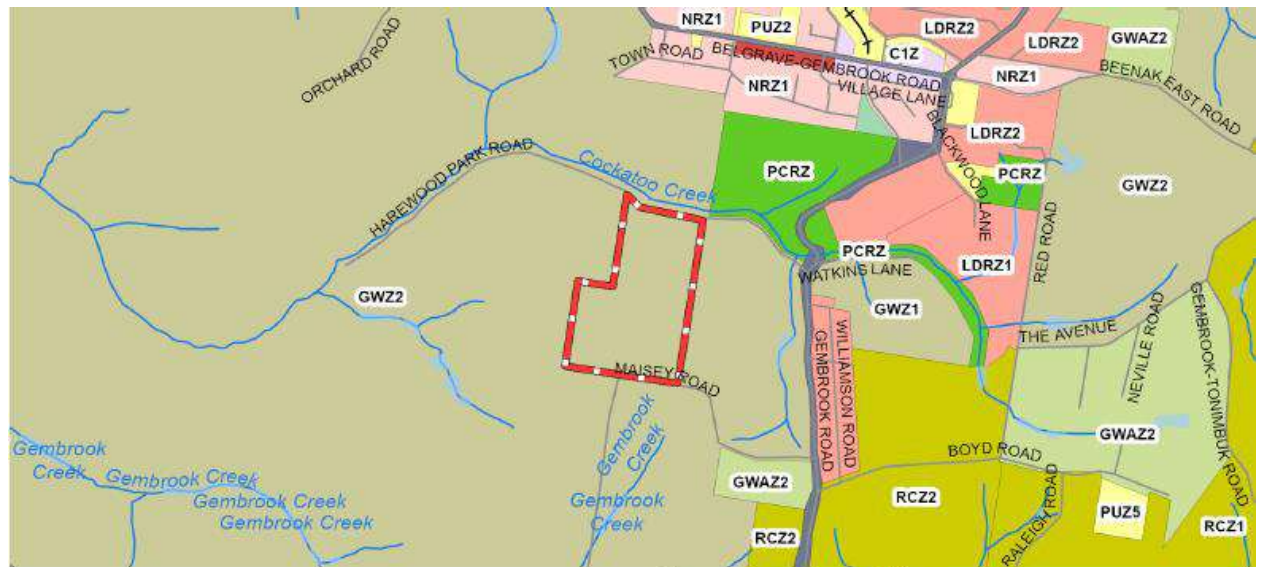 NRZ1
PUZ2
LDRZ2
LDRZ2
GWAZ2
C1Z
ORCHARD ROAD
TOWN ROAD
BELGRAVE-GEMBROOK ROAD
NRZ1
VILLAGE LANE
NRZ1
BEENAK EAST ROAD
BLACKWOOD LANE
LDRZ2
HAREWOOD PARK ROAD
Cockatoo Creek
PCRZ
PCRZ
GWZ2
RED ROAD
PCRZ
LDRZ1
WATKINS LANE
GWZ2
GWZ1
THE AVENUE
NEVILLE ROAD
GEMBROOK-TONIMBUK ROAD
WILLIAMSON ROAD
GEMBROOK ROAD
MAISEY ROAD
Gembrook
Creek
Gembrook
Creek
Gembrook Creek
Gembrook Creek
Gembrook Creek
Gembrook
Creek
GWAZ2
BOYD ROAD
GWAZ2
RCZ2
RALEIGH ROAD
PUZ5
RCZ2
RCZ1